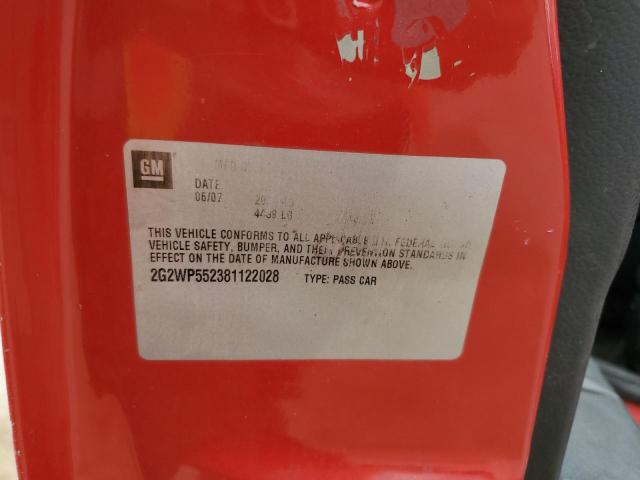 GM
MFD
DATE
06/07
THIS VEHICLE CONFORMS TO ALL APPLICABLE U.S. FEDERAL
VEHICLE SAFETY, BUMPER, AND THEFT PREVENTION STANDARDS IN
EFFECT ON THE DATE OF MANUFACTURE SHOWN ABOVE.
2G2WP552381122028 TYPE: PASS CAR